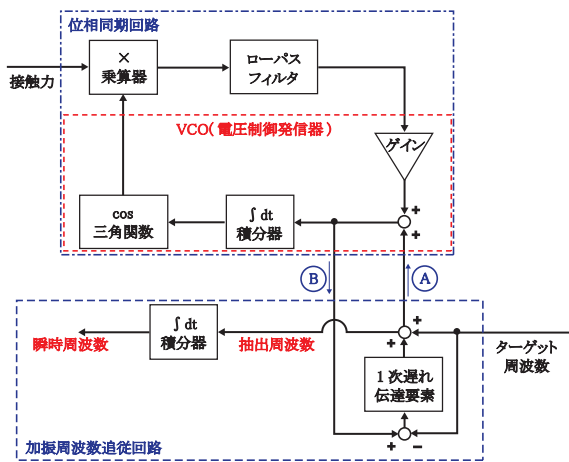 位相同期回路
接触力
×
乗算器
ローパス
フィルタ
VCO(電圧制御発信器)
ゲイン
cos
三角関数
∫ dt
積分器
+
+
B
A
∫ dt
積分器
瞬時周波数
抽出周波数
+
+
ターゲット
周波数
1次遅れ
伝達要素
+
−
加振周波数追従回路